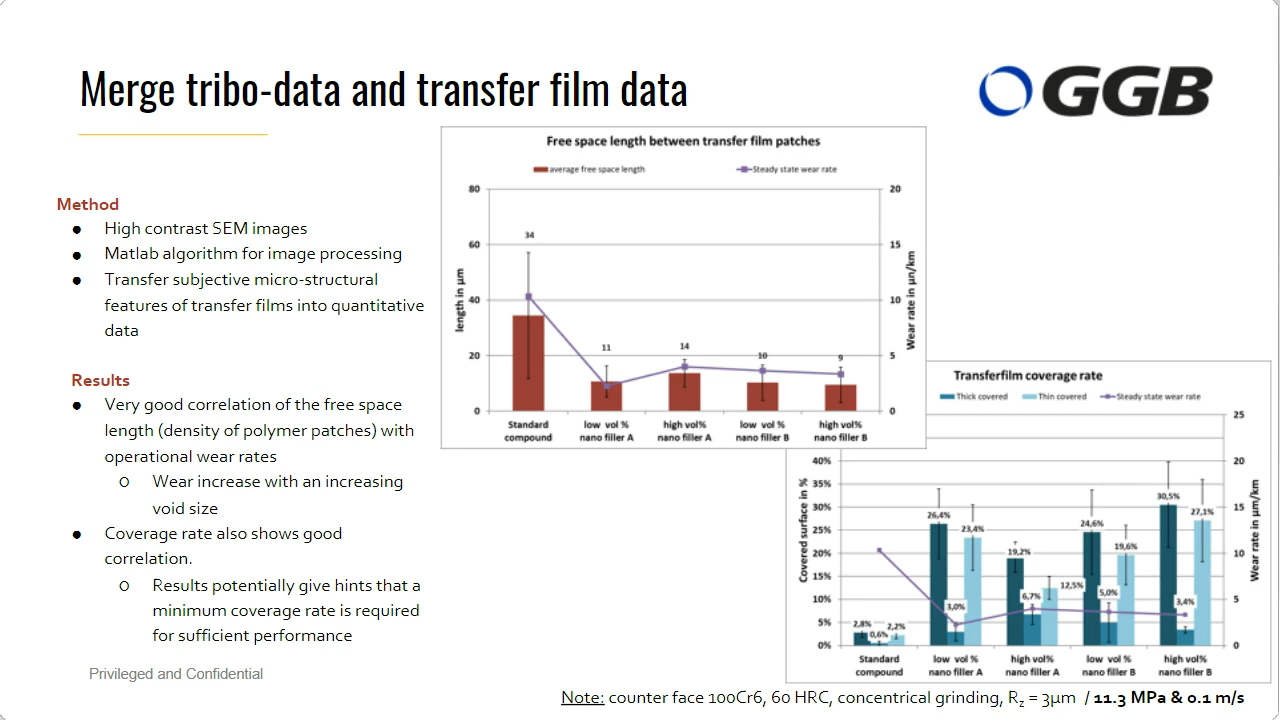 Merge tribo-data and transfer film data
GGB
Method
● High contrast SEM images
● Matlab algorithm for image processing
● Transfer subjective micro-structural
features of transfer films into quantitative
data
Results
● Very good correlation of the free space
length (density of polymer patches) with
operational wear rates
o Wear increase with an increasing
void size
● Coverage rate also shows good
correlation.
o Results potentially give hints that a
minimum coverage rate is required
for sufficient performance
Privileged and Confidential
Free space length between transfer film patches
average free space length
Steady state wear rate
80
60
40
20
0
length in µm
20
15
10
5
0
Wear rate in µn/km
34
11
14
10
9
Standard
compound
low vol %
nano filler A
high vol%
nano filler A
low vol %
nano filler B
high vol%
nano filler B
Transferfilm coverage rate
Thick covered
Thin covered
Steady state wear rate
40%
35%
30%
25%
20%
15%
10%
5%
0%
Covered surface in %
25
20
15
10
5
0
Wear rate in µm/km
2,8%
0,6%
2,2%
26,4%
3,0%
23,4%
19,2%
6,7%
12,5%
24,6%
5,0%
19,6%
30,5%
3,4%
27,1%
Standard
compound
low vol %
nano filler A
high vol%
nano filler A
low vol %
nano filler B
high vol%
nano filler B
Note: counter face 100Cr6, 60 HRC, concentrical grinding, Rz = 3µm / 11.3 MPa & 0.1 m/s